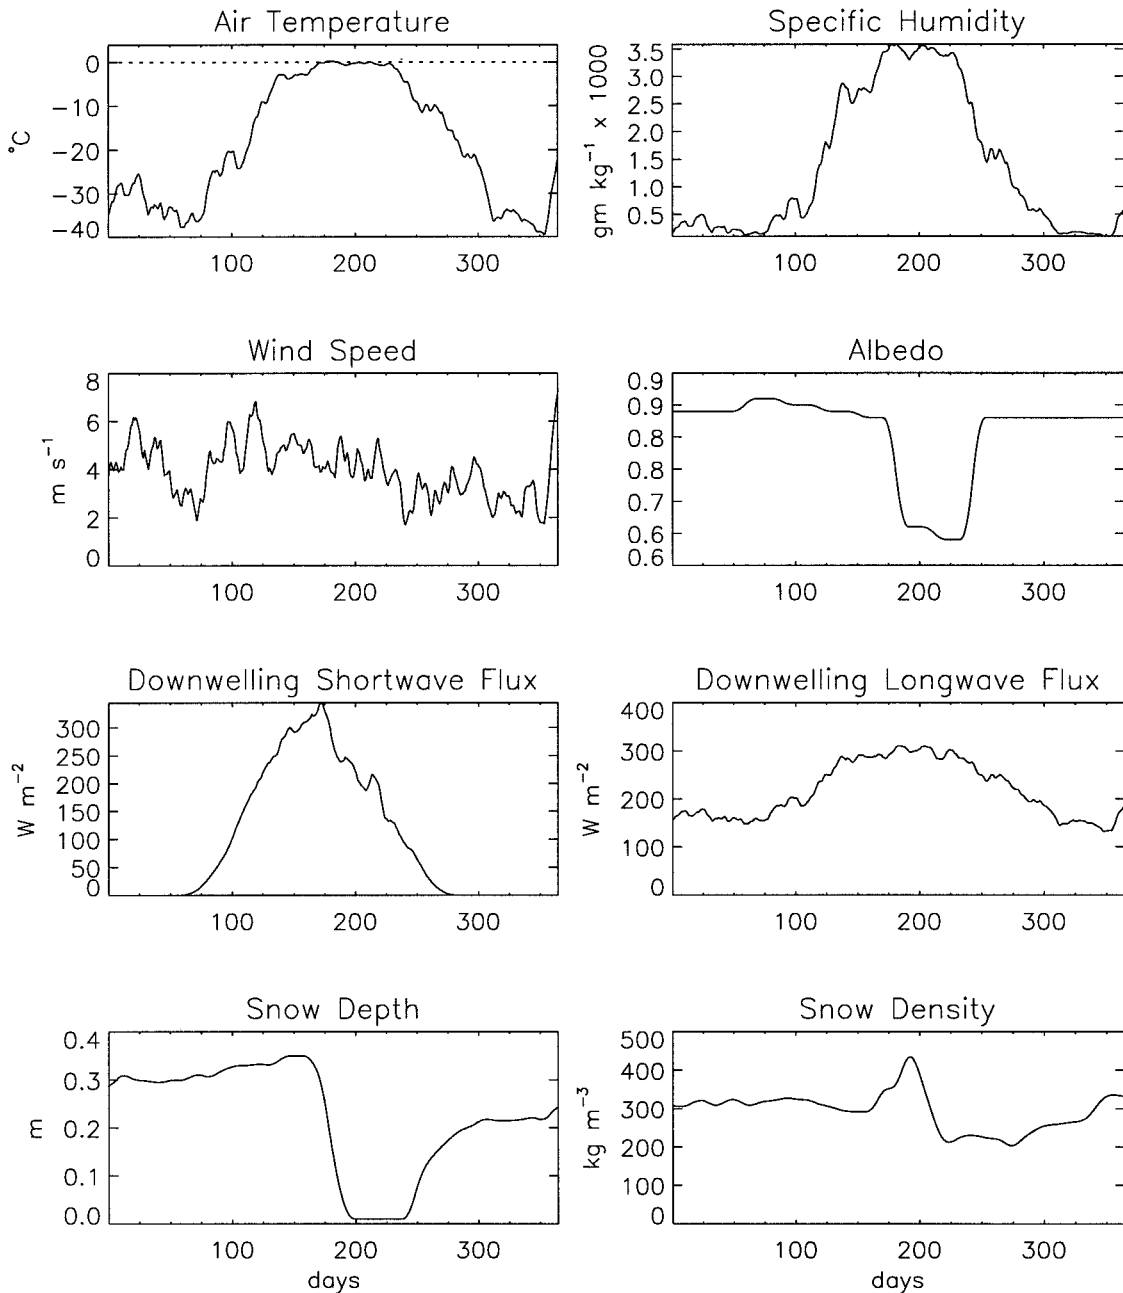 Air Temperature
°C
0
−10
−20
−30
−40
100 200 300
Specific Humidity
gm kg−1 x 1000
3.5
3.0
2.5
2.0
1.5
1.0
0.5
100 200 300
Wind Speed
m s−1
8
6
4
2
0
100 200 300
Albedo
0.9
0.9
0.8
0.8
0.7
0.6
0.6
100 200 300
Downwelling Shortwave Flux
W m−2
300
250
200
150
100
50
0
100 200 300
Downwelling Longwave Flux
W m−2
400
300
200
100
0
100 200 300
Snow Depth
m
0.4
0.3
0.2
0.1
0.0
100 200 300
days
Snow Density
kg m−3
500
400
300
200
100
0
100 200 300
days